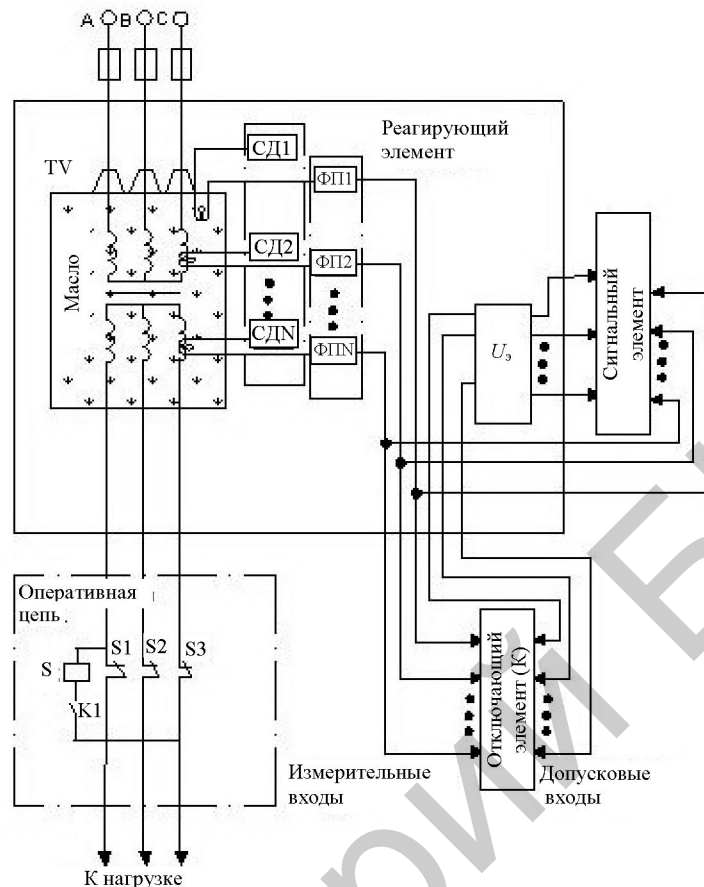 А В С
Реагирующий
элемент
TV
СД1
ФП1
СД2
ФП2
Масло
СДN
ФПN
Uэ
Сигнальный
элемент
Оперативная
цепь
S1 S2 S3
S
K1
Отключающий
элемент (К)
Измерительные
входы
Допусковые
входы
К нагрузке